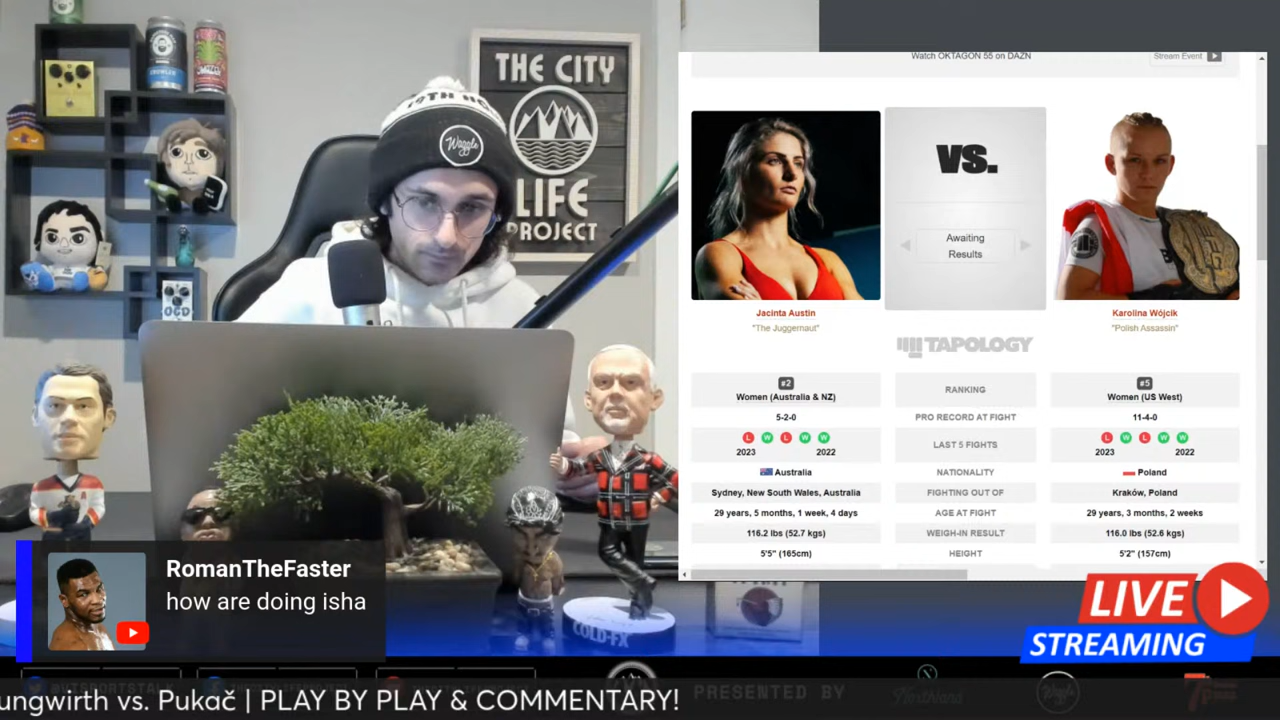 THE CITY
LIFE
PROJECT
Waggle
OCD
COLD-FX
Watch OKTAGON 55 on DAZN
Stream Event
VS.
Awaiting
Results
Jacinta Austin
"The Juggernaut"
Karolina Wójcik
"Polish Assassin"
TAPOLOGY
#2
Women (Australia & NZ)
RANKING
#5
Women (US West)
5-2-0
PRO RECORD AT FIGHT
11-4-0
L W L W W
2023 2022
LAST 5 FIGHTS
L W L W W
2023 2022
Australia
NATIONALITY
Poland
Sydney, New South Wales, Australia
FIGHTING OUT OF
Kraków, Poland
29 years, 5 months, 1 week, 4 days
AGE AT FIGHT
29 years, 3 months, 2 weeks
116.2 lbs (52.7 kgs)
WEIGH-IN RESULT
116.0 lbs (52.6 kgs)
5'5" (165cm)
HEIGHT
5'2" (157cm)
RomanTheFaster
how are doing isha
LIVE
STREAMING
PRESENTED BY
Northland
Waggle
ungwirth vs. Pukač | PLAY BY PLAY & COMMENTARY!